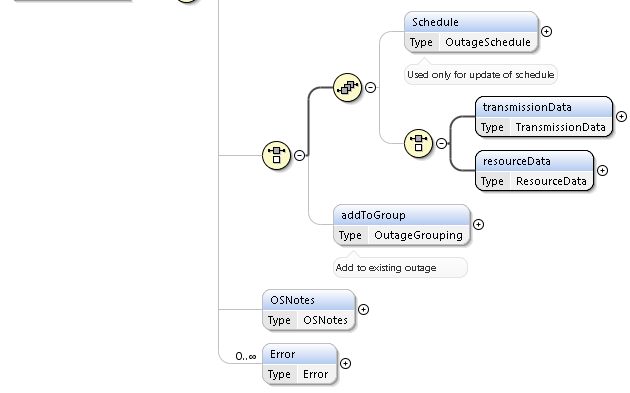 Schedule
Type OutageSchedule
Used only for update of schedule
transmissionData
Type TransmissionData
resourceData
Type ResourceData
addToGroup
Type OutageGrouping
Add to existing outage
OSNotes
Type OSNotes
0..∞
Error
Type Error